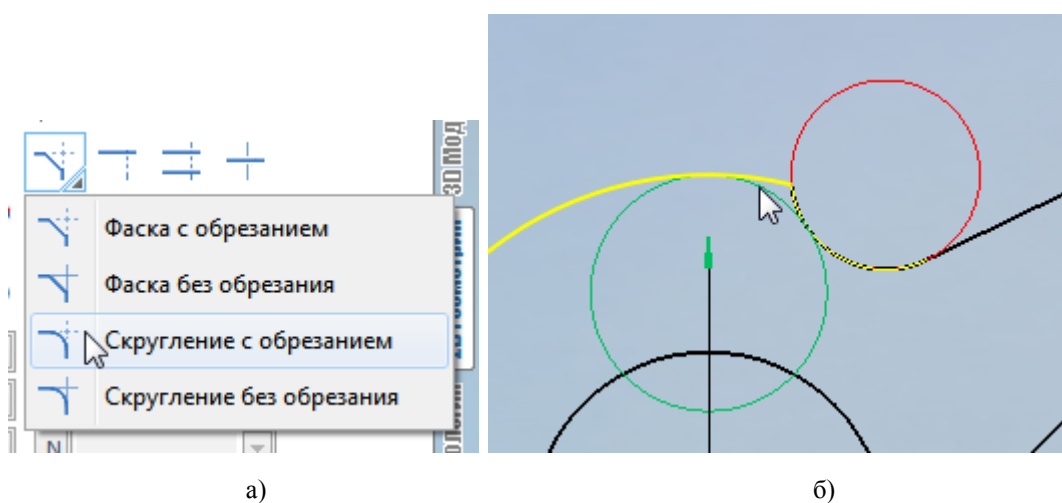 3D Мод
Фаска с обрезанием
Фаска без обрезания
Скругление с обрезанием
Скругление без обрезания
N
а)
б)